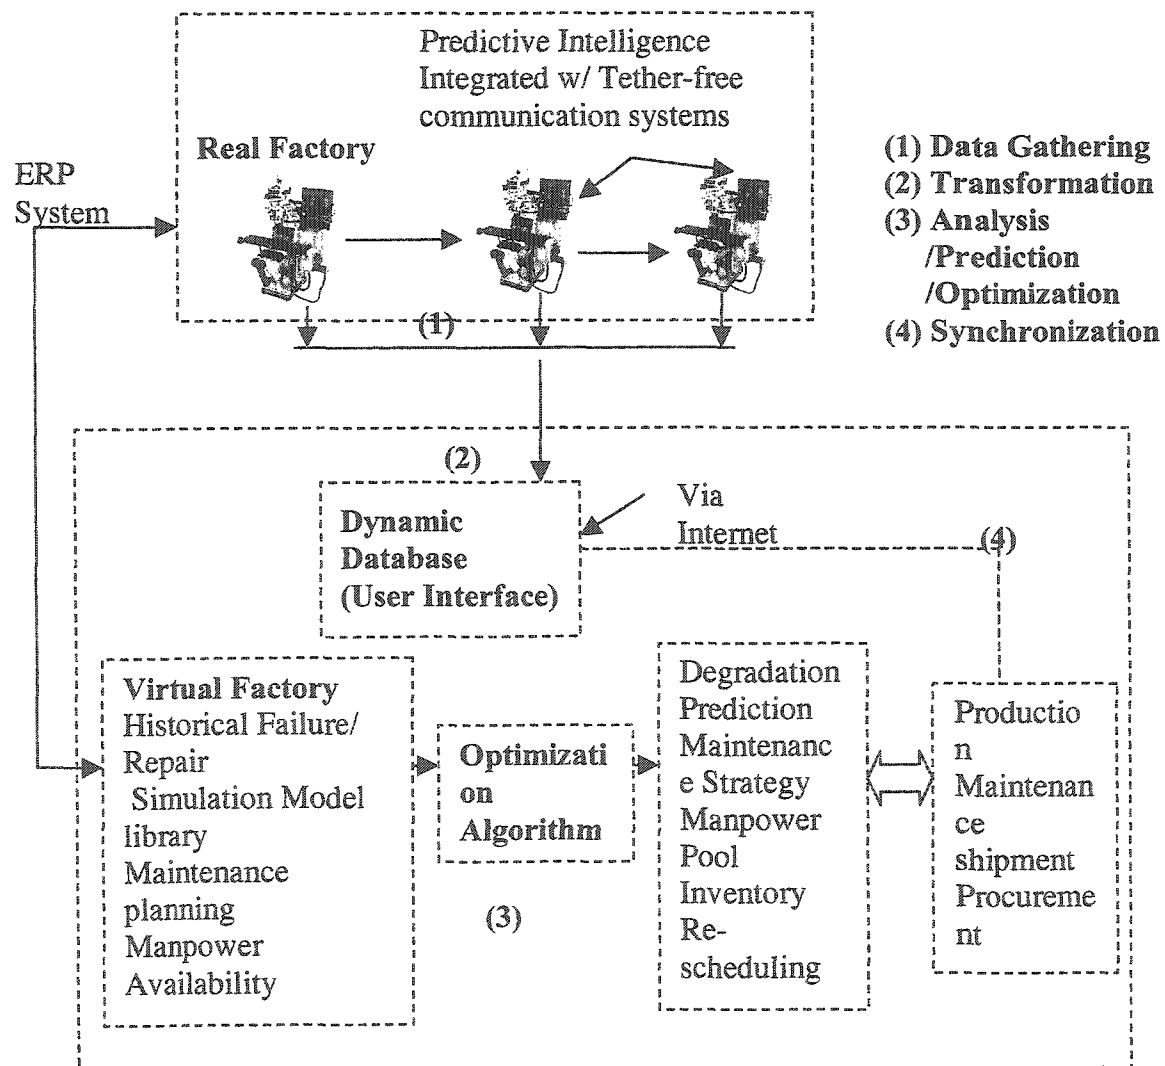 Predictive Intelligence
Integrated w/ Tether-free
communication systems
Real Factory
ERP
System
(1) Data Gathering
(2) Transformation
(3) Analysis
/Prediction
/Optimization
(4) Synchronization
(1)
(2)
Via
Internet
(4)
Dynamic
Database
(User Interface)
Virtual Factory
Historical Failure/
Repair
Simulation Model
library
Maintenance
planning
Manpower
Availability
Optimizati
on
Algorithm
(3)
Degradation
Prediction
Maintenanc
e Strategy
Manpower
Pool
Inventory
Re-
scheduling
Productio
n
Maintenan
ce
shipment
Procureme
nt